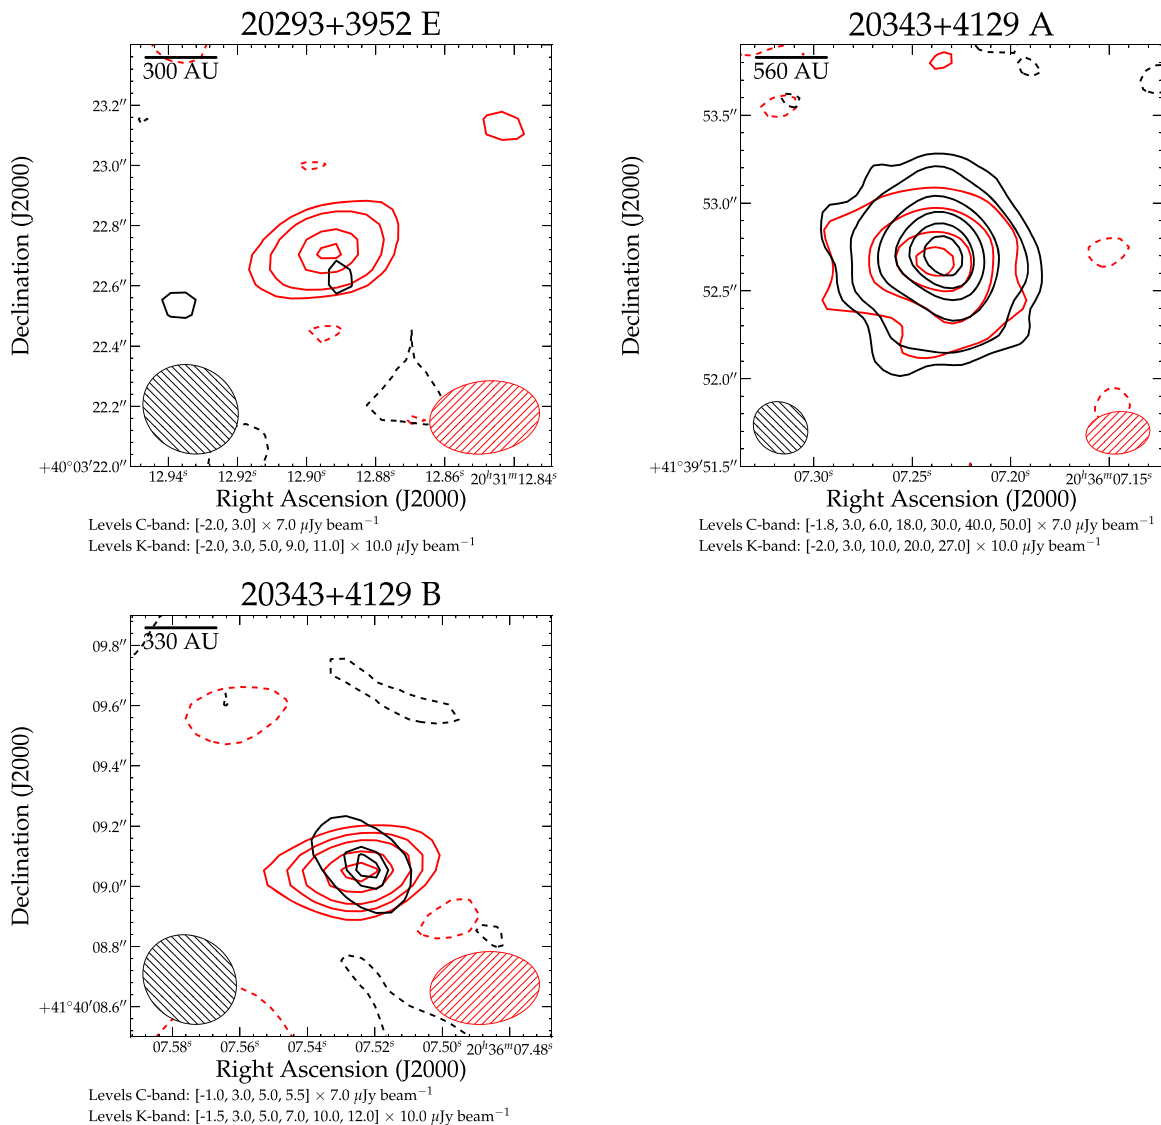 20293+3952 E
300 AU
Declination (J2000)
23.2″
23.0″
22.8″
22.6″
22.4″
22.2″
+40°03′22.0″
12.94ˢ 12.92 12.90ˢ 12.88ˢ 12.86ˢ 20ʰ31ᵐ12.84ˢ
Right Ascension (J2000)
Levels C-band: [-2.0, 3.0] × 7.0 μJy beam⁻¹
Levels K-band: [-2.0, 3.0, 5.0, 9.0, 11.0] × 10.0 μJy beam⁻¹
20343+4129 A
560 AU
Declination (J2000)
53.5″
53.0″
52.5″
52.0″
+41°39′51.5″
07.30ˢ 07.25ˢ 07.20ˢ 20ʰ36ᵐ07.15ˢ
Right Ascension (J2000)
Levels C-band: [-1.8, 3.0, 6.0, 18.0, 30.0, 40.0, 50.0] × 7.0 μJy beam⁻¹
Levels K-band: [-2.0, 3.0, 10.0, 20.0, 27.0] × 10.0 μJy beam⁻¹
20343+4129 B
330 AU
Declination (J2000)
09.8″
09.6″
09.4″
09.2″
09.0″
08.8″
+41°40′08.6″
07.58ˢ 07.56ˢ 07.54ˢ 07.52ˢ 07.50ˢ 20ʰ36ᵐ07.48ˢ
Right Ascension (J2000)
Levels C-band: [-1.0, 3.0, 5.0, 5.5] × 7.0 μJy beam⁻¹
Levels K-band: [-1.5, 3.0, 5.0, 7.0, 10.0, 12.0] × 10.0 μJy beam⁻¹